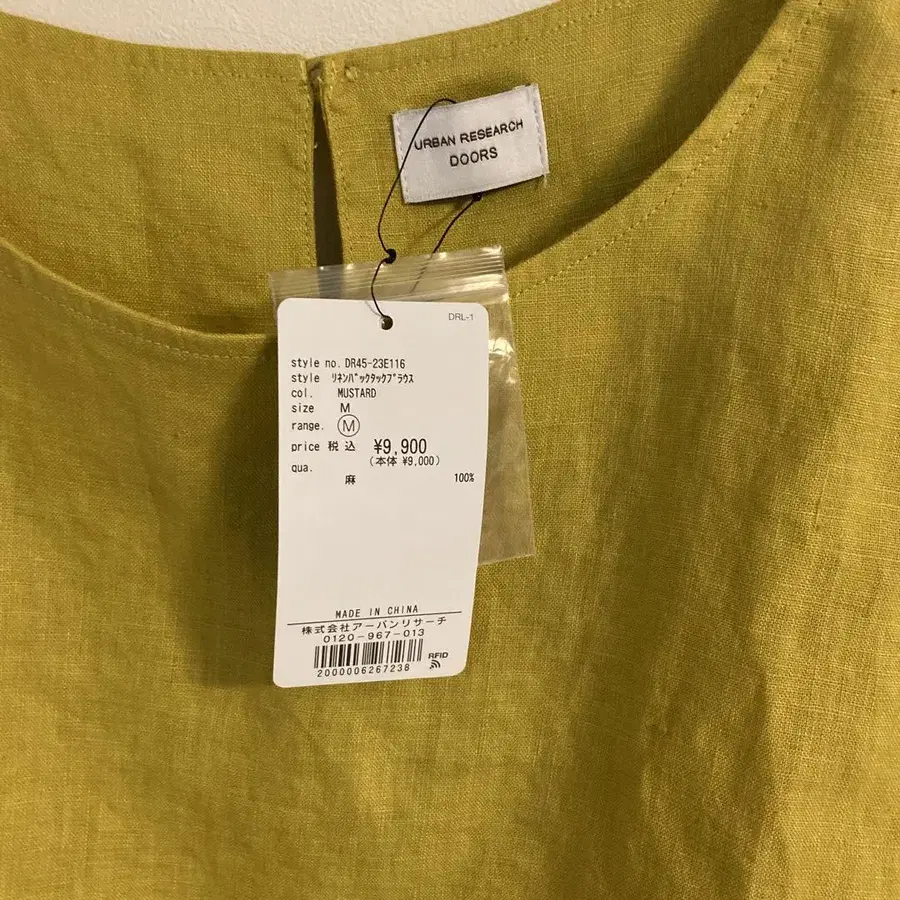 URBAN RESEARCH
DOORS
DRL-1
style no. DR45-23E116
style ﾘﾈﾝﾊﾞｯｸﾀｯｸﾌﾞﾗｳｽ
col. MUSTARD
size M
range. Ⓜ
price 税込 ¥9,900
(本体 ¥9,000)
qua.
麻 100%
MADE IN CHINA
株式会社アーバンリサーチ
0120-967-013
RFID
2000006267238